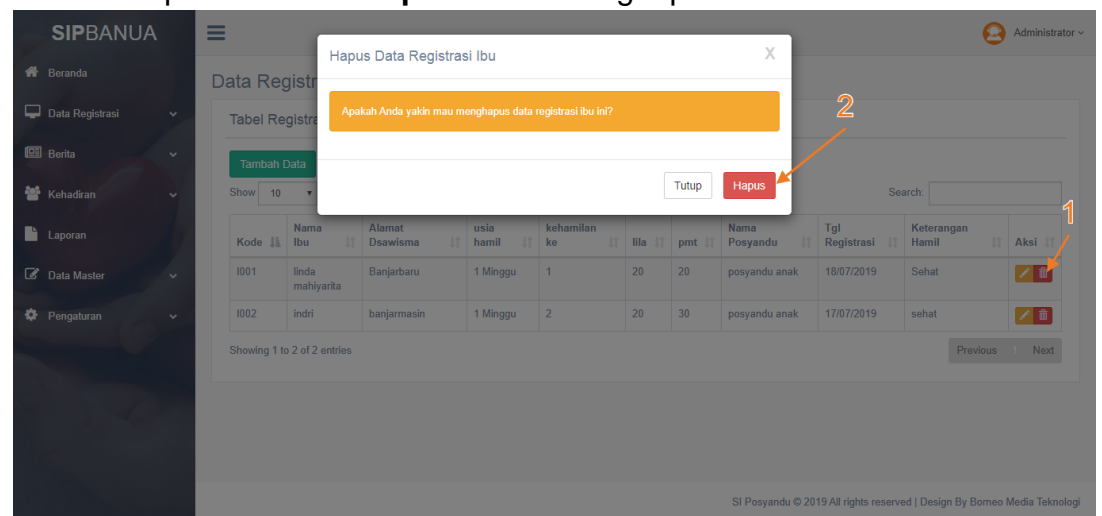 SIPBANUA
Administrator
Beranda
Data Registrasi
Berita
Kehadiran
Laporan
Data Master
Pengaturan
Data Registr
Tabel Registra
Hapus Data Registrasi Ibu
X
Apakah Anda yakin mau menghapus data registrasi ibu ini?
Tutup Hapus
2
Tambah Data
Show 10
Search:
1
Kode Nama Ibu Alamat Dsawisma usia hamil kehamilan ke lila pmt Nama Posyandu Tgl Registrasi Keterangan Hamil Aksi
I001 linda mahlyarita Banjarbaru 1 Minggu 1 20 20 posyandu anak 18/07/2019 Sehat
I002 indri banjarmasin 1 Minggu 2 20 30 posyandu anak 17/07/2019 sehat
Showing 1 to 2 of 2 entries
Previous 1 Next
SI Posyandu © 2019 All rights reserved | Design By Borneo Media Teknologi